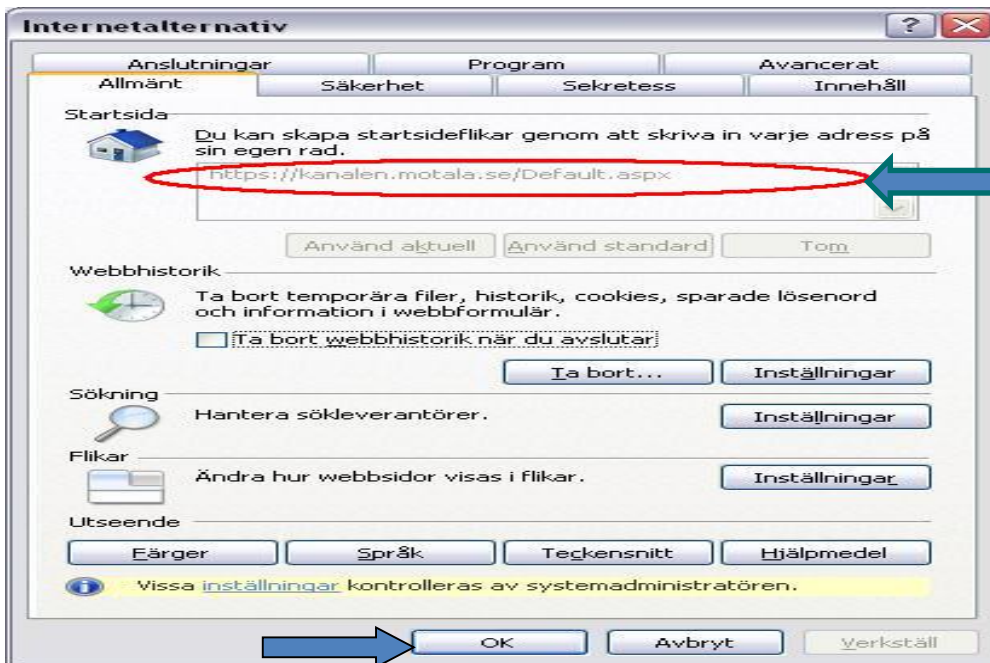 Internetalternativ
Anslutningar Program Avancerat
Allmänt Säkerhet Sekretess Innehåll
Startsida
Du kan skapa startsideflikar genom att skriva in varje adress på
sin egen rad.
https://kanalen.motala.se/Default.aspx
Använd aktuell Använd standard Tom
Webbhistorik
Ta bort temporära filer, historik, cookies, sparade lösenord
och information i webbformulär.
Ta bort webbhistorik när du avslutar
Ta bort... Inställningar
Sökning
Hantera sökleverantörer. Inställningar
Flikar
Ändra hur webbsidor visas i flikar. Inställningar
Utseende
Färger Språk Teckensnitt Hjälpmedel
Vissa inställningar kontrolleras av systemadministratören.
OK Avbryt Verkställ